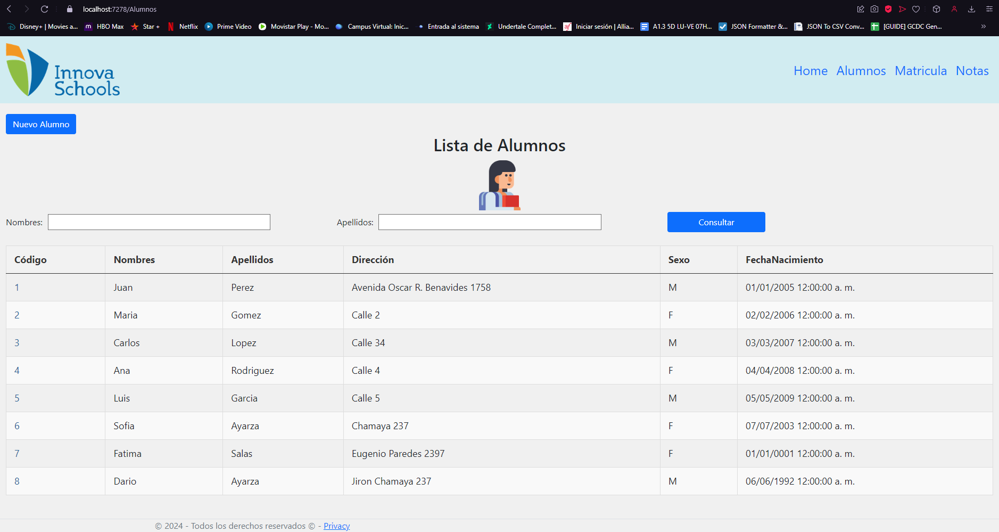 localhost:7278/Alumnos
Disney+ | Movies a... HBO Max Star + Netflix Prime Video Movistar Play - Mo... Campus Virtual: Inic... Entrada al sistema Undertale Complet... Iniciar sesión | Allia... A1.3 5D LU-VE 07H... JSON Formatter &... JSON To CSV Conv... [GUIDE] GCDC Gen... »
Innova
Schools
Home Alumnos Matricula Notas
Nuevo Alumno
Lista de Alumnos
Nombres: Apellidos: Consultar
Código Nombres Apellidos Dirección Sexo FechaNacimiento
1 Juan Perez Avenida Oscar R. Benavides 1758 M 01/01/2005 12:00:00 a. m.
2 Maria Gomez Calle 2 F 02/02/2006 12:00:00 a. m.
3 Carlos Lopez Calle 34 M 03/03/2007 12:00:00 a. m.
4 Ana Rodriguez Calle 4 F 04/04/2008 12:00:00 a. m.
5 Luis Garcia Calle 5 M 05/05/2009 12:00:00 a. m.
6 Sofia Ayarza Chamaya 237 F 07/07/2003 12:00:00 a. m.
7 Fatima Salas Eugenio Paredes 2397 F 01/01/0001 12:00:00 a. m.
8 Dario Ayarza Jiron Chamaya 237 M 06/06/1992 12:00:00 a. m.
© 2024 - Todos los derechos reservados © - Privacy